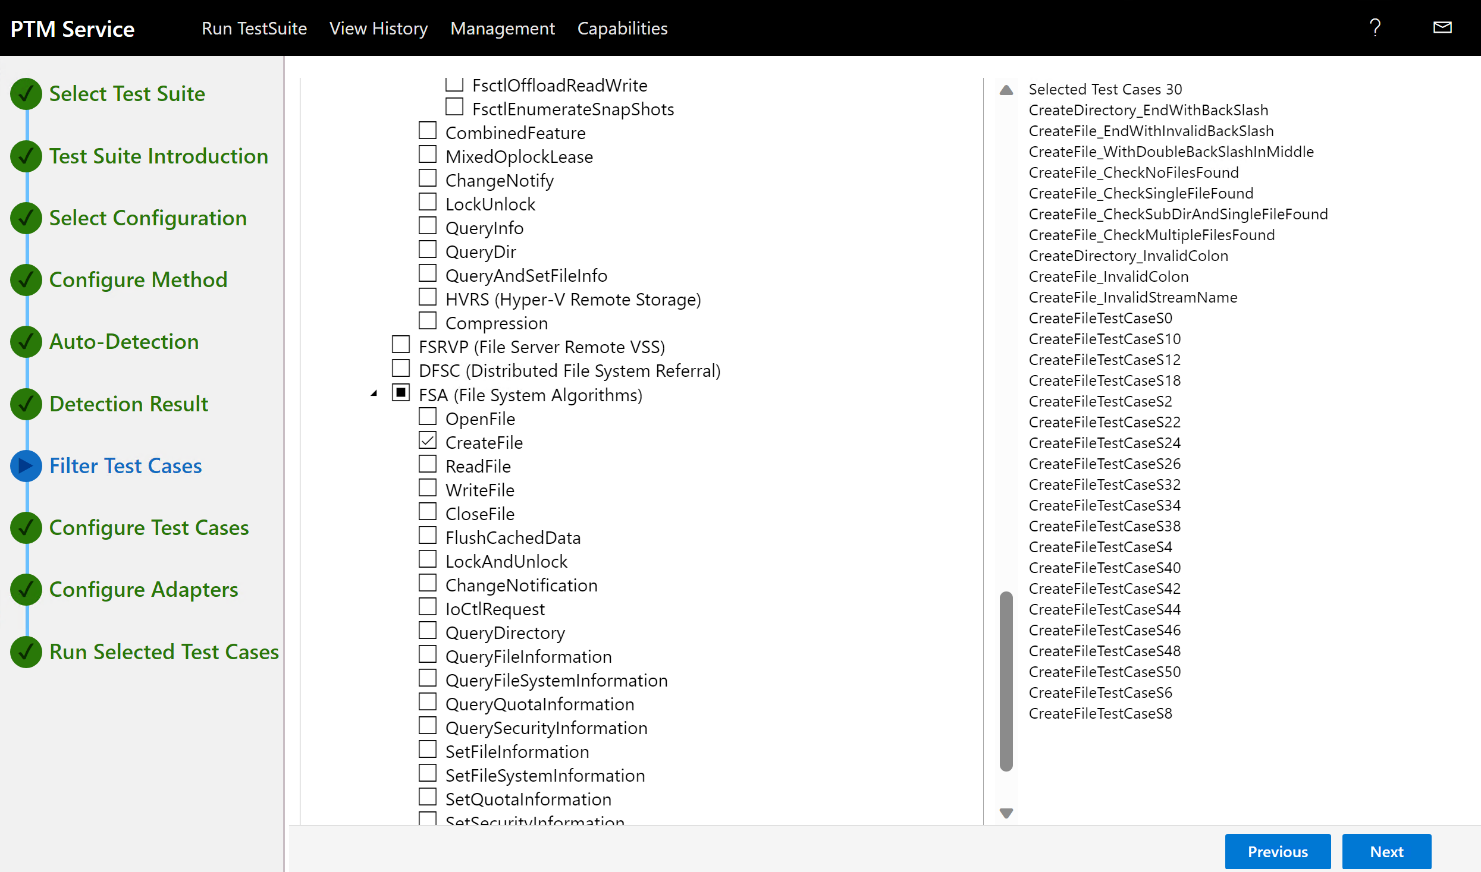 PTM Service
Run TestSuite
View History
Management
Capabilities
?
Select Test Suite
Test Suite Introduction
Select Configuration
Configure Method
Auto-Detection
Detection Result
Filter Test Cases
Configure Test Cases
Configure Adapters
Run Selected Test Cases
FsctlOffloadReadWrite
FsctlEnumerateSnapShots
CombinedFeature
MixedOplockLease
ChangeNotify
LockUnlock
QueryInfo
QueryDir
QueryAndSetFileInfo
HVRS (Hyper-V Remote Storage)
Compression
FSRVP (File Server Remote VSS)
DFSC (Distributed File System Referral)
FSA (File System Algorithms)
OpenFile
CreateFile
ReadFile
WriteFile
CloseFile
FlushCachedData
LockAndUnlock
ChangeNotification
IoCtlRequest
QueryDirectory
QueryFileInformation
QueryFileSystemInformation
QueryQuotaInformation
QuerySecurityInformation
SetFileInformation
SetFileSystemInformation
SetQuotaInformation
SetSecurityInformation
Selected Test Cases 30
CreateDirectory_EndWithBackSlash
CreateFile_EndWithInvalidBackSlash
CreateFile_WithDoubleBackSlashInMiddle
CreateFile_CheckNoFilesFound
CreateFile_CheckSingleFileFound
CreateFile_CheckSubDirAndSingleFileFound
CreateFile_CheckMultipleFilesFound
CreateDirectory_InvalidColon
CreateFile_InvalidColon
CreateFile_InvalidStreamName
CreateFileTestCaseS0
CreateFileTestCaseS10
CreateFileTestCaseS12
CreateFileTestCaseS18
CreateFileTestCaseS2
CreateFileTestCaseS22
CreateFileTestCaseS24
CreateFileTestCaseS26
CreateFileTestCaseS32
CreateFileTestCaseS34
CreateFileTestCaseS38
CreateFileTestCaseS4
CreateFileTestCaseS40
CreateFileTestCaseS42
CreateFileTestCaseS44
CreateFileTestCaseS46
CreateFileTestCaseS48
CreateFileTestCaseS50
CreateFileTestCaseS6
CreateFileTestCaseS8
Previous
Next